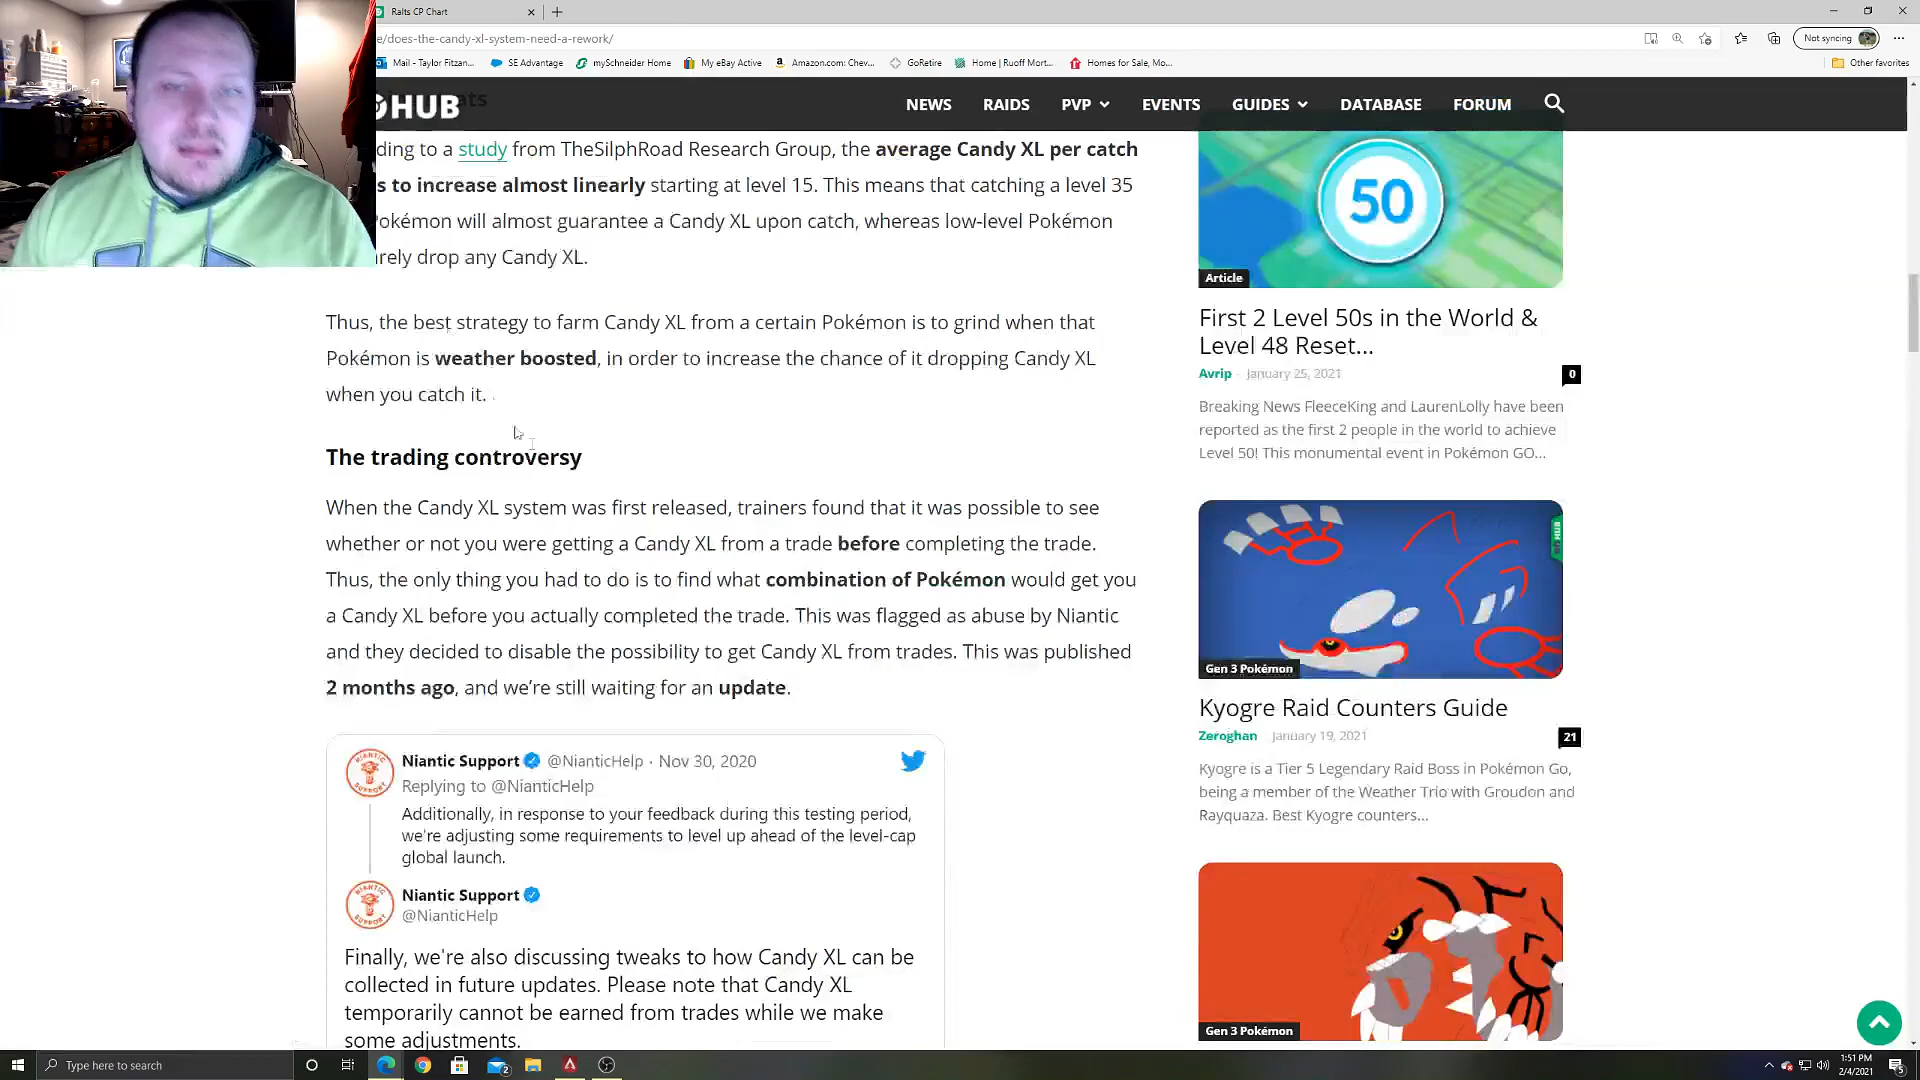 Ralts CP Chart
e/does-the-candy-xl-system-need-a-rework/
Not syncing
Mail - Taylor Fitzan...
SE Advantage
mySchneider Home
My eBay Active
Amazon.com: Chev...
GoRetire
Home | Ruoff Mort...
Homes for Sale, Mo...
Other favorites
HUB
NEWS
RAIDS
PVP
EVENTS
GUIDES
DATABASE
FORUM
ding to a study from TheSilphRoad Research Group, the average Candy XL per catch
s to increase almost linearly starting at level 15. This means that catching a level 35
okémon will almost guarantee a Candy XL upon catch, whereas low-level Pokémon
rely drop any Candy XL.
Thus, the best strategy to farm Candy XL from a certain Pokémon is to grind when that
Pokémon is weather boosted, in order to increase the chance of it dropping Candy XL
when you catch it.
The trading controversy
When the Candy XL system was first released, trainers found that it was possible to see
whether or not you were getting a Candy XL from a trade before completing the trade.
Thus, the only thing you had to do is to find what combination of Pokémon would get you
a Candy XL before you actually completed the trade. This was flagged as abuse by Niantic
and they decided to disable the possibility to get Candy XL from trades. This was published
2 months ago, and we're still waiting for an update.
Niantic Support @NianticHelp · Nov 30, 2020
Replying to @NianticHelp
Additionally, in response to your feedback during this testing period,
we're adjusting some requirements to level up ahead of the level-cap
global launch.
Niantic Support
@NianticHelp
Finally, we're also discussing tweaks to how Candy XL can be
collected in future updates. Please note that Candy XL
temporarily cannot be earned from trades while we make
some adjustments.
50
Article
First 2 Level 50s in the World &
Level 48 Reset...
Avrip - January 25, 2021
0
Breaking News FleeceKing and LaurenLolly have been
reported as the first 2 people in the world to achieve
Level 50! This monumental event in Pokémon GO...
Gen 3 Pokémon
Kyogre Raid Counters Guide
Zeroghan - January 19, 2021
21
Kyogre is a Tier 5 Legendary Raid Boss in Pokémon Go,
being a member of the Weather Trio with Groudon and
Rayquaza. Best Kyogre counters...
Gen 3 Pokémon
Type here to search
2
1:51 PM
2/4/2021
5